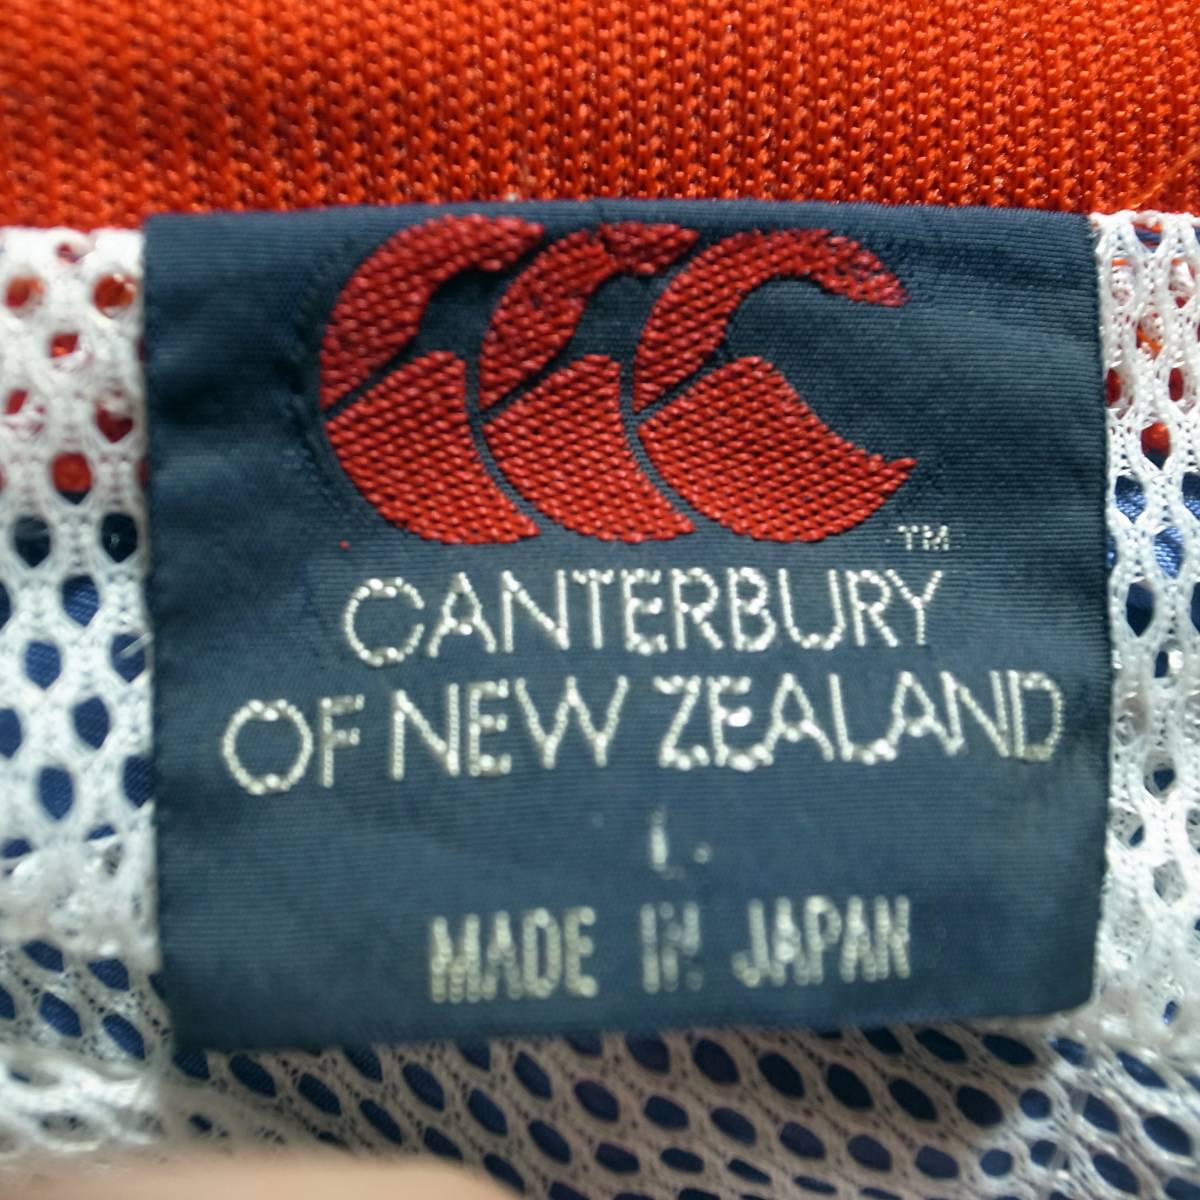 TM
CANTERBURY
OF NEW ZEALAND
L
MADE IN JAPAN